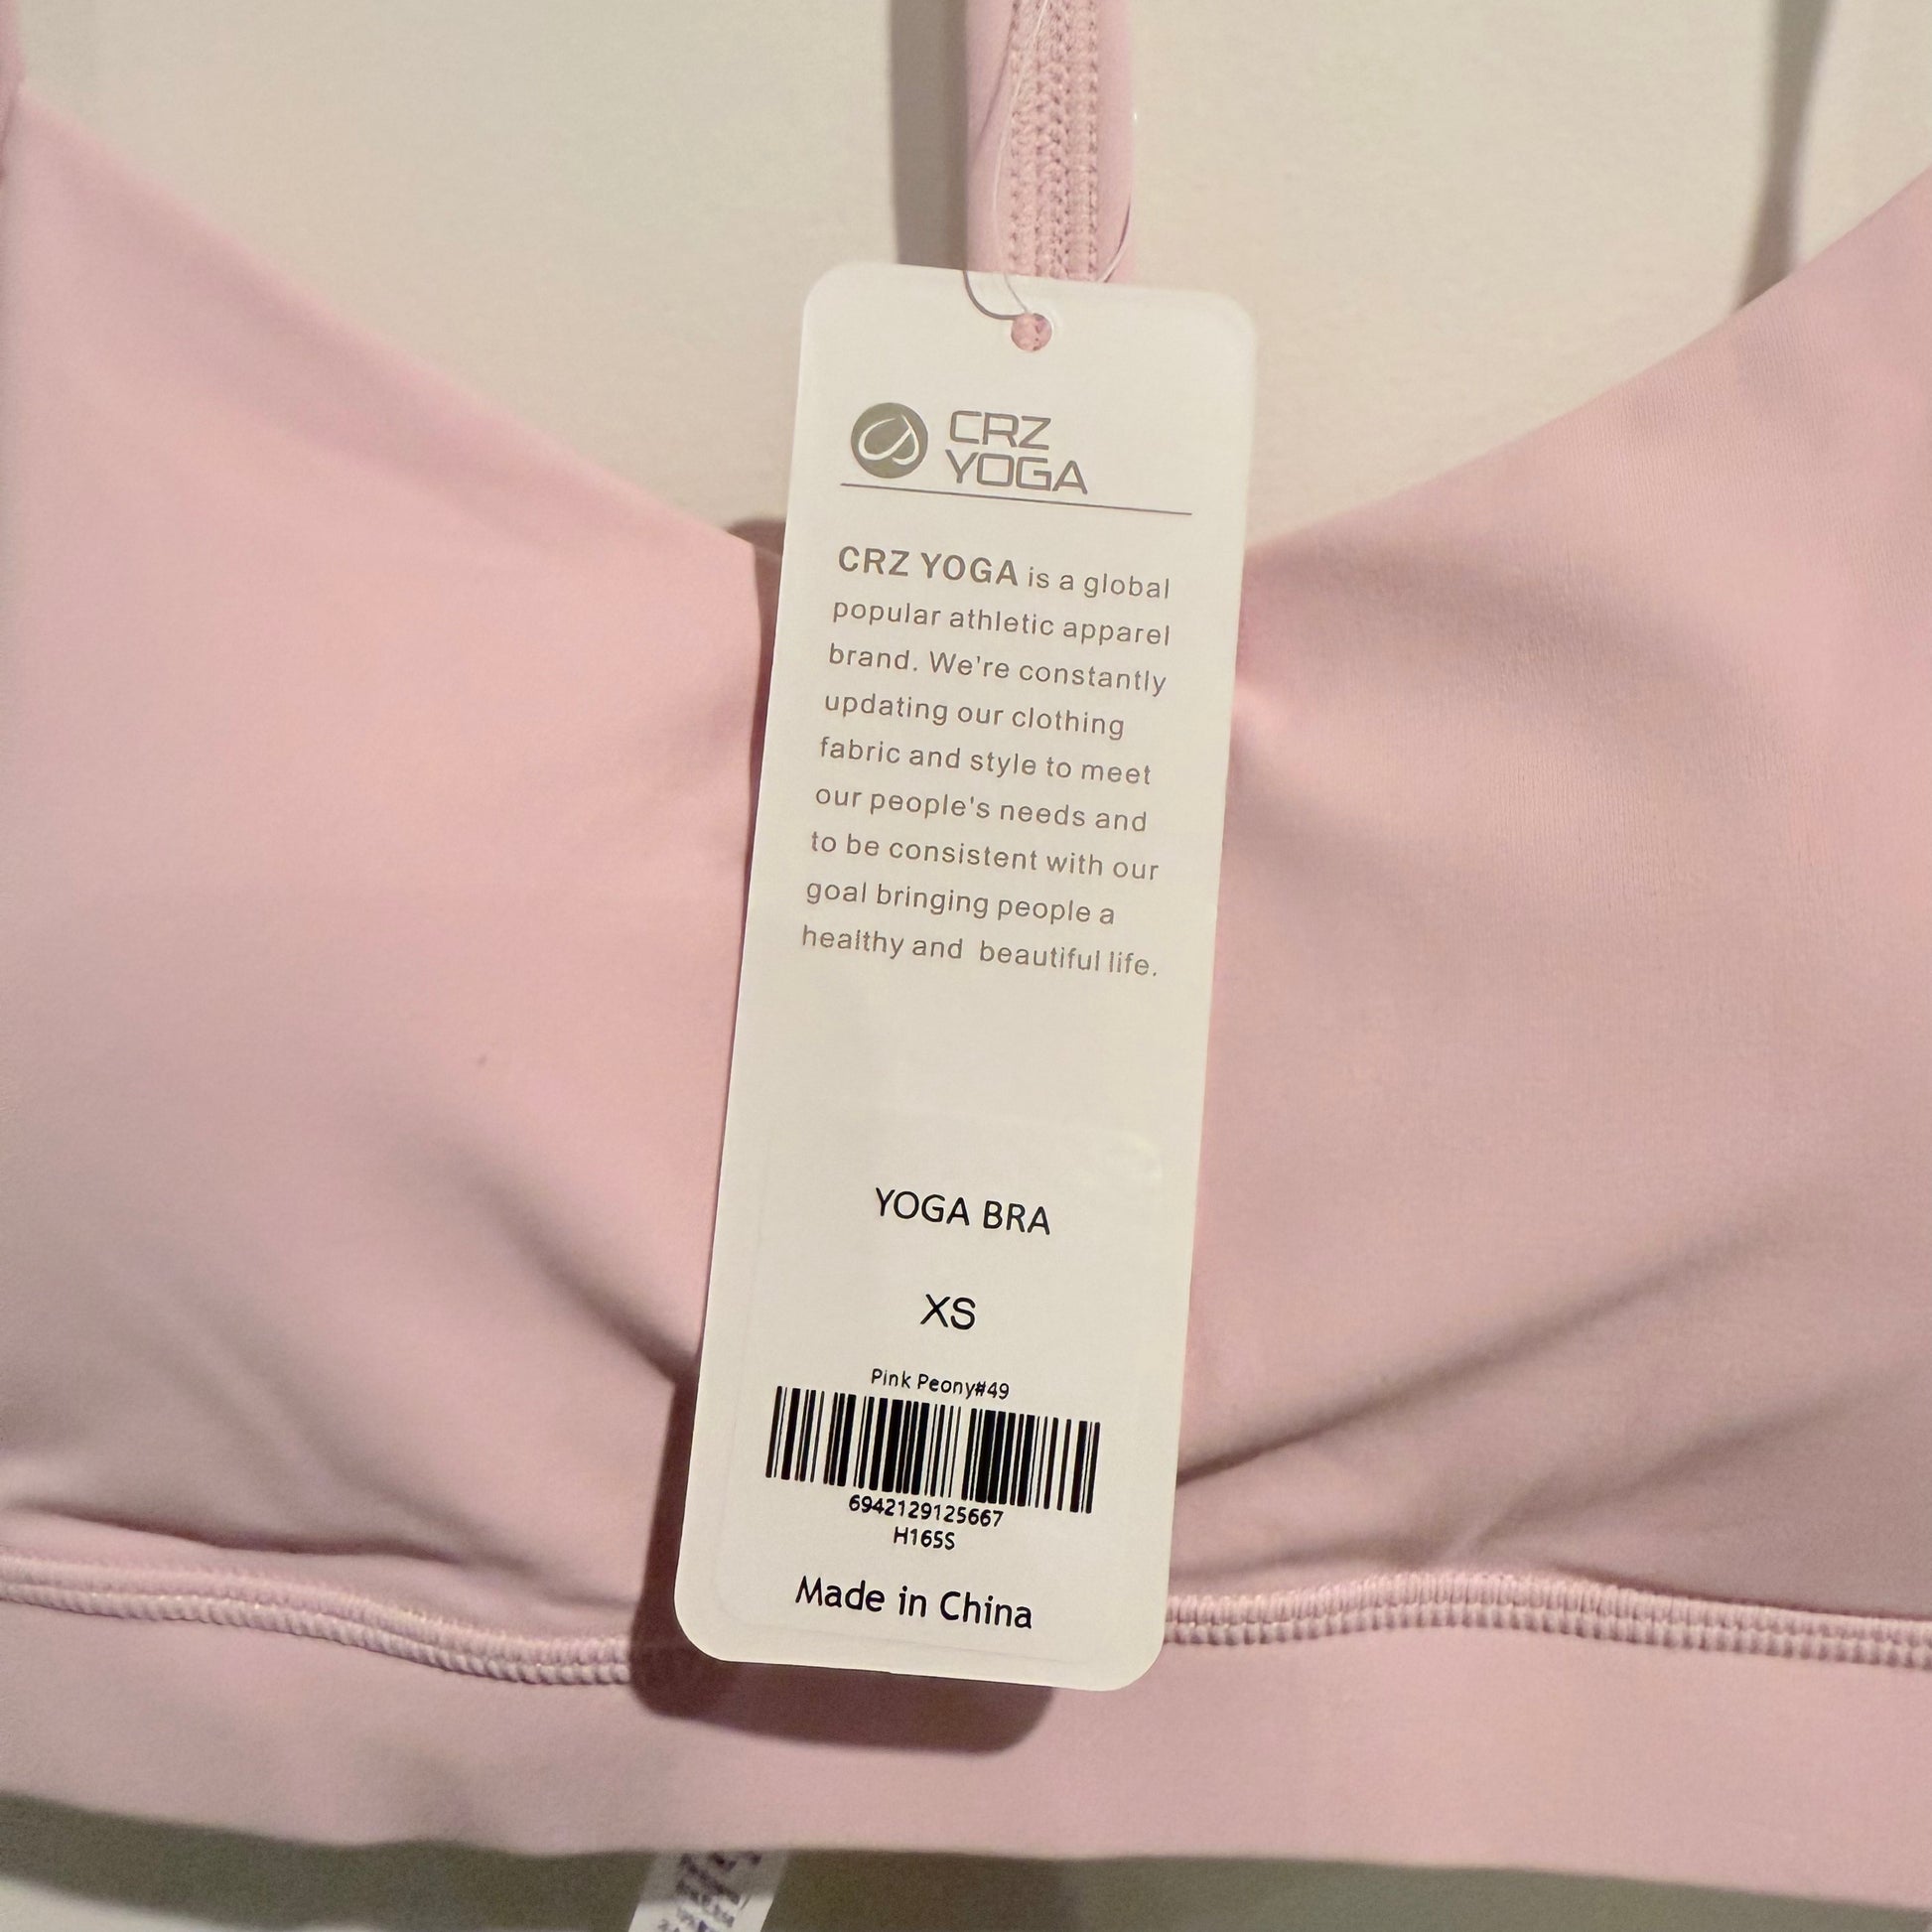 CRZ
YOGA
CRZ YOGA is a global
popular athletic apparel
brand. We're constantly
updating our clothing
fabric and style to meet
our people's needs and
to be consistent with our
goal bringing people a
healthy and beautiful life.
YOGA BRA
XS
Pink Peony#49
6942129125667
H165S
Made in China